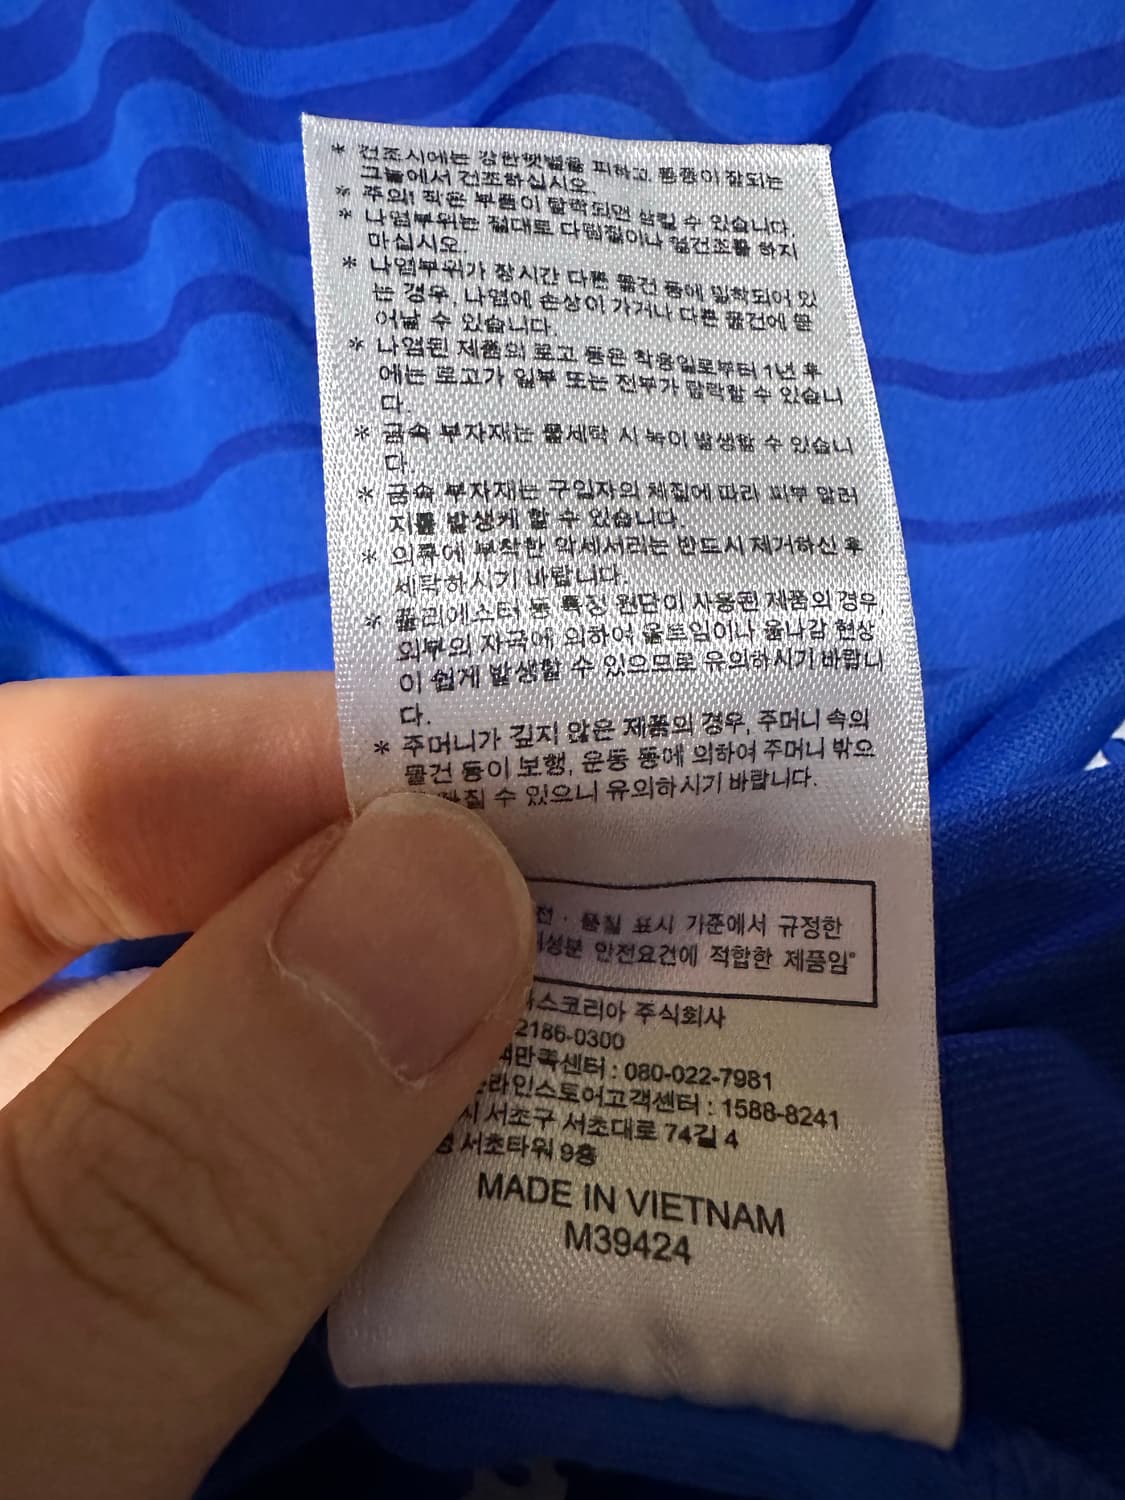 * 건조시에는 강한햇볕을 피하고, 통풍이 잘되는
그늘에서 건조하십시오.
* 주의! 작은 부품이 탈락되면 삼킬 수 있습니다.
* 나염부위는 절대로 다림질이나 열건조를 하지
마십시오.
* 나염부위가 장시간 다른 물건 등에 밀착되어 있
는 경우, 나염에 손상이 가거나 다른 물건에 묻
어날 수 있습니다.
* 나염된 제품의 로고 등은 착용일로부터 1년 후
에는 로고가 일부 또는 전부가 탈락할 수 있습니
다.
* 금속 부자재는 물세탁 시 녹이 발생할 수 있습니
다.
* 금속 부자재는 구입자의 체질에 따라 피부 알러
지를 발생케 할 수 있습니다.
* 의류에 부착한 악세서리는 반드시 제거하신 후
세탁하시기 바랍니다.
* 폴리에스터 등 특정 원단이 사용된 제품의 경우,
외부의 자극에 의하여 올트임이나 올나감 현상
이 쉽게 발생할 수 있으므로 유의하시기 바랍니
다.
* 주머니가 깊지 않은 제품의 경우, 주머니 속의
물건 등이 보행, 운동 등에 의하여 주머니 밖으
빠질 수 있으니 유의하시기 바랍니다.
전 · 품질 표시 기준에서 규정한
성분 안전요건에 적합한 제품임"
스코리아 주식회사
2186-0300
만족센터 : 080-022-7981
라인스토어고객센터 : 1588-8241
시 서초구 서초대로 74길 4
서초타워 9층
MADE IN VIETNAM
M39424